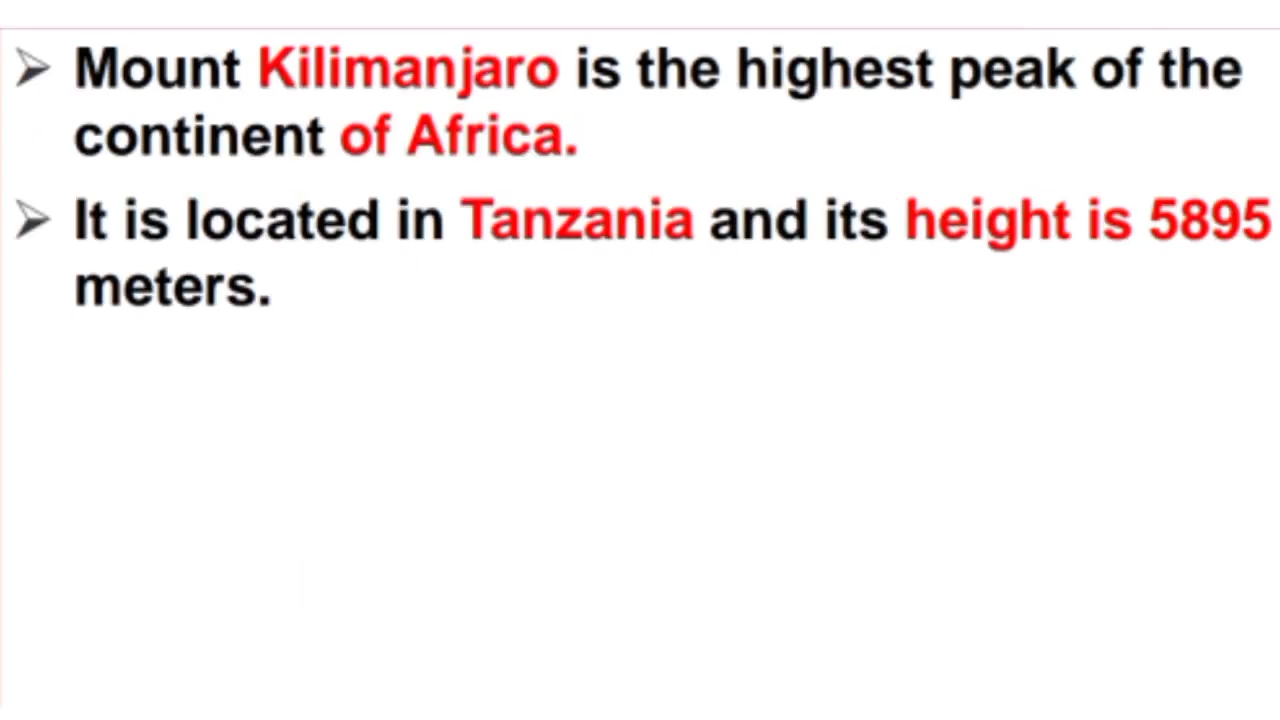 ➢ Mount Kilimanjaro is the highest peak of the
continent of Africa.
➢ It is located in Tanzania and its height is 5895
meters.